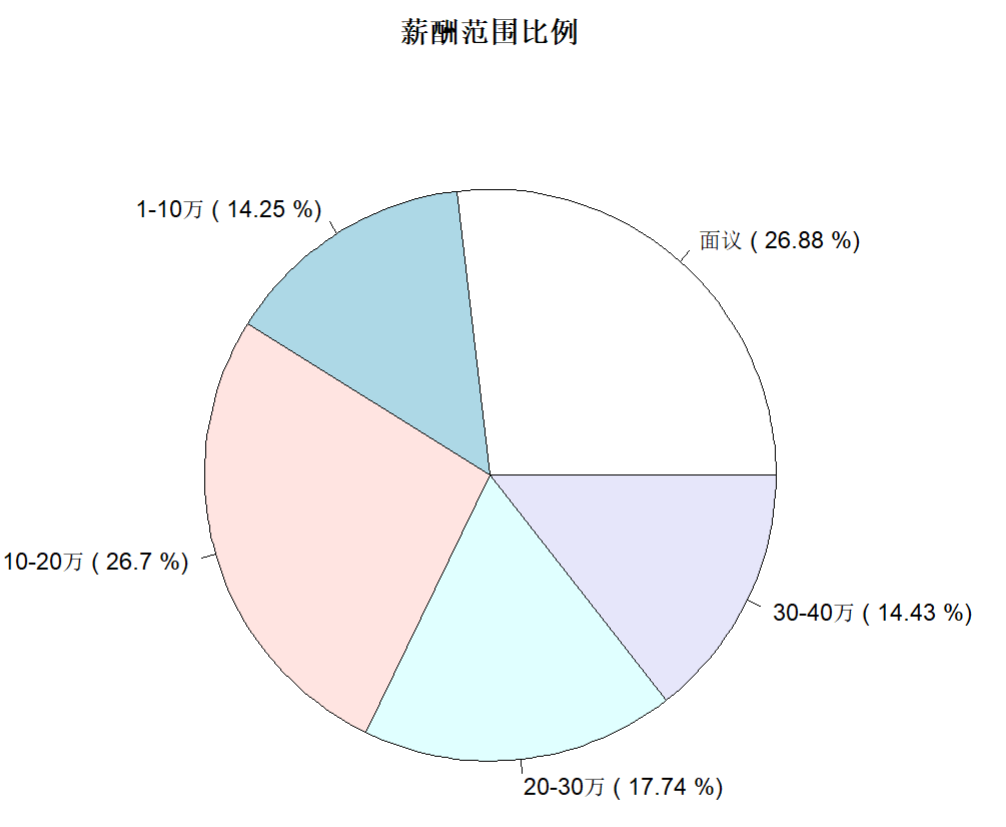 薪酬范围比例
1-10万 ( 14.25 %)
面议 ( 26.88 %)
10-20万 ( 26.7 %)
30-40万 ( 14.43 %)
20-30万 ( 17.74 %)